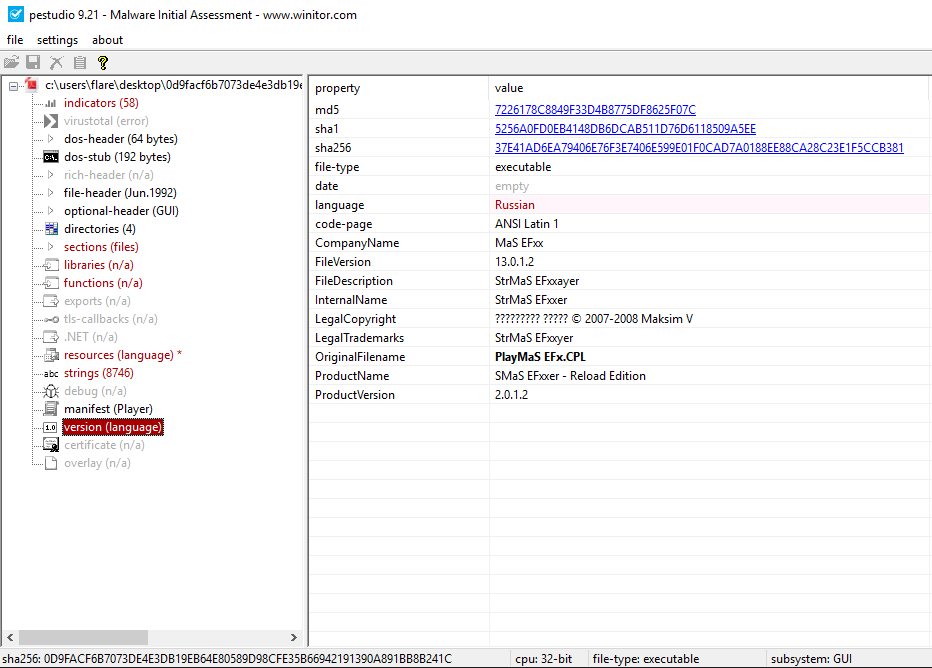 pestudio 9.21 - Malware Initial Assessment - www.winitor.com
file settings about
c:\users\flare\desktop\0d9facf6b7073de4e3db19e
indicators (58)
virustotal (error)
dos-header (64 bytes)
dos-stub (192 bytes)
rich-header (n/a)
file-header (Jun.1992)
optional-header (GUI)
directories (4)
sections (files)
libraries (n/a)
functions (n/a)
exports (n/a)
tls-callbacks (n/a)
.NET (n/a)
resources (language) *
abc strings (8746)
debug (n/a)
manifest (Player)
1.0 version (language)
certificate (n/a)
overlay (n/a)
property value
md5 7226178C8849F33D4B8775DF8625F07C
sha1 5256A0FD0EB4148DB6DCAB511D76D6118509A5EE
sha256 37E41AD6EA79406E76F3E7406E599E01F0CAD7A0188EE88CA28C23E1F5CCB381
file-type executable
date empty
language Russian
code-page ANSI Latin 1
CompanyName MaS EFxx
FileVersion 13.0.1.2
FileDescription StrMaS EFxxayer
InternalName StrMaS EFxxer
LegalCopyright ????????? ????? © 2007-2008 Maksim V
LegalTrademarks StrMaS EFxxyer
OriginalFilename PlayMaS EFx.CPL
ProductName SMaS EFxxer - Reload Edition
ProductVersion 2.0.1.2
sha256: 0D9FACF6B7073DE4E3DB19EB64E80589D98CFE35B66942191390A891BB8B241C cpu: 32-bit file-type: executable subsystem: GUI